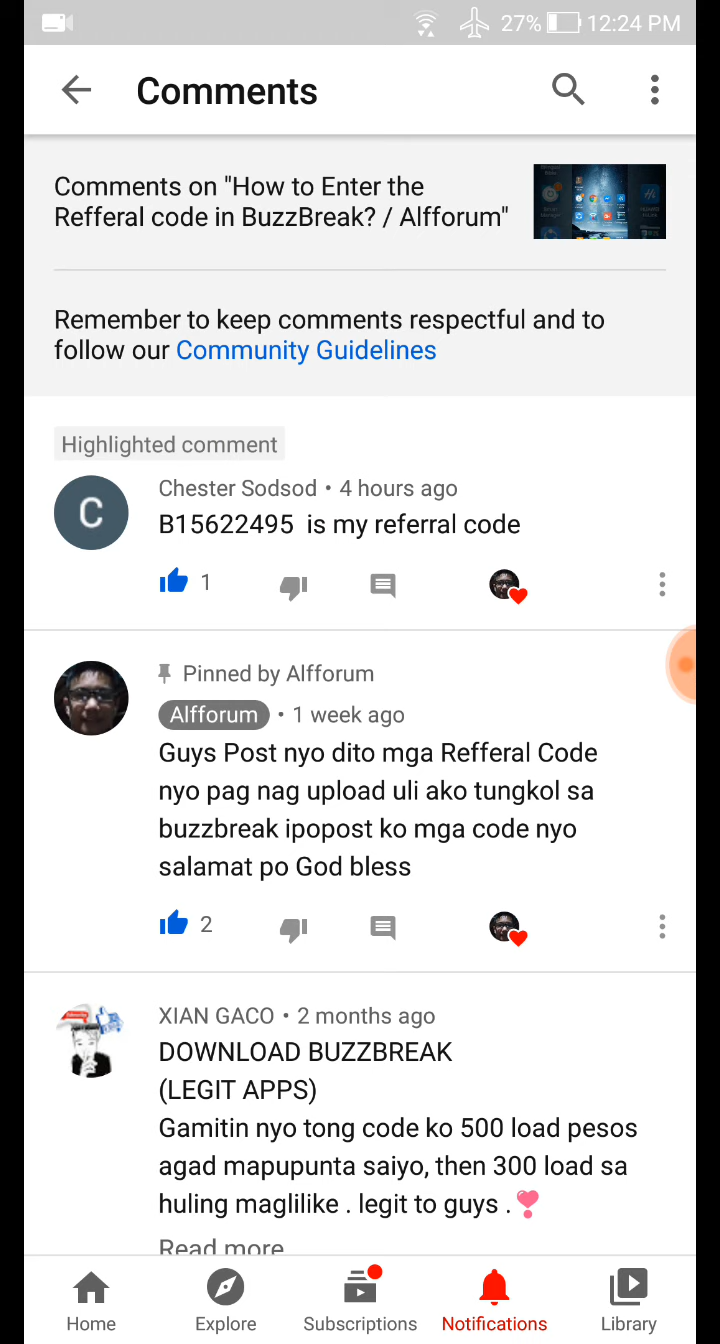 27% 12:24 PM
Comments
Comments on "How to Enter the
Refferal code in BuzzBreak? / Alfforum"
Remember to keep comments respectful and to
follow our Community Guidelines
Highlighted comment
C
Chester Sodsod • 4 hours ago
B15622495 is my referral code
1
Pinned by Alfforum
Alfforum • 1 week ago
Guys Post nyo dito mga Refferal Code
nyo pag nag upload uli ako tungkol sa
buzzbreak ipopost ko mga code nyo
salamat po God bless
2
XIAN GACO • 2 months ago
DOWNLOAD BUZZBREAK
(LEGIT APPS)
Gamitin nyo tong code ko 500 load pesos
agad mapupunta saiyo, then 300 load sa
huling maglilike . legit to guys .❣
Read more
Home Explore Subscriptions Notifications Library